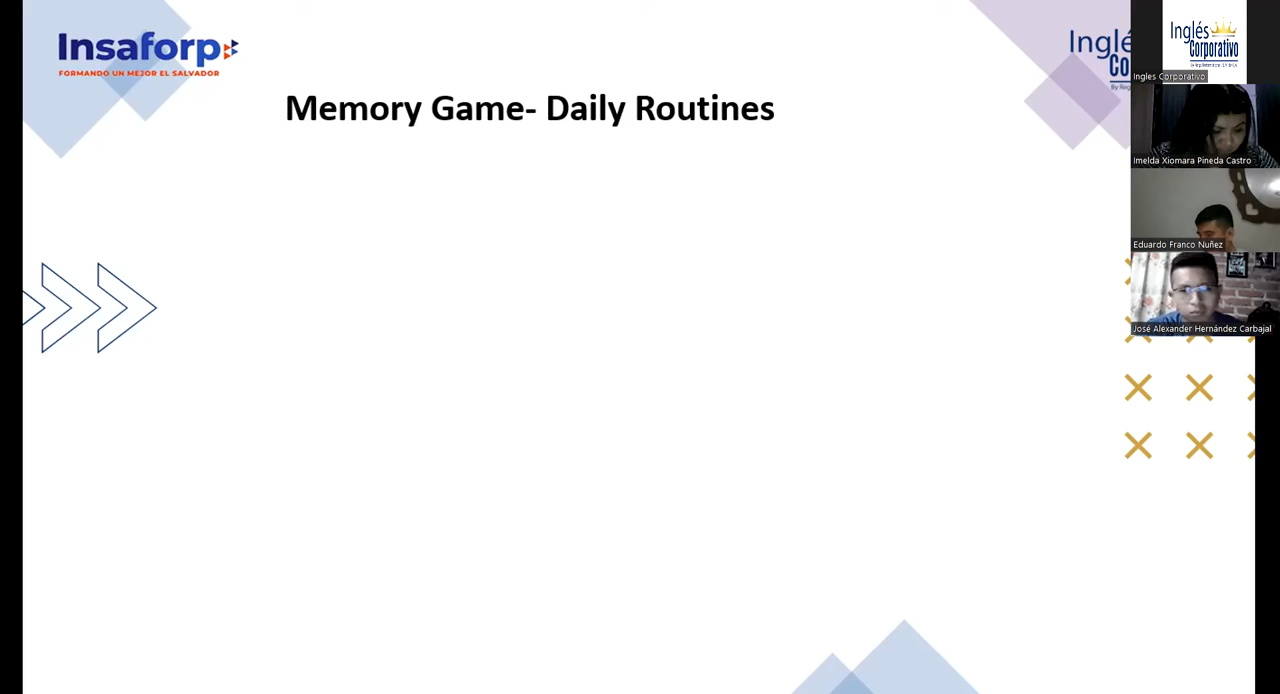 Insaforp
FORMANDO UN MEJOR EL SALVADOR
Memory Game- Daily Routines
Inglé
Co
Inglés
Corporativo
Ingles Corporativo
Imelda Xiomara Pineda Castro
Eduardo Franco Nuñez
José Alexander Hernández Carbajal